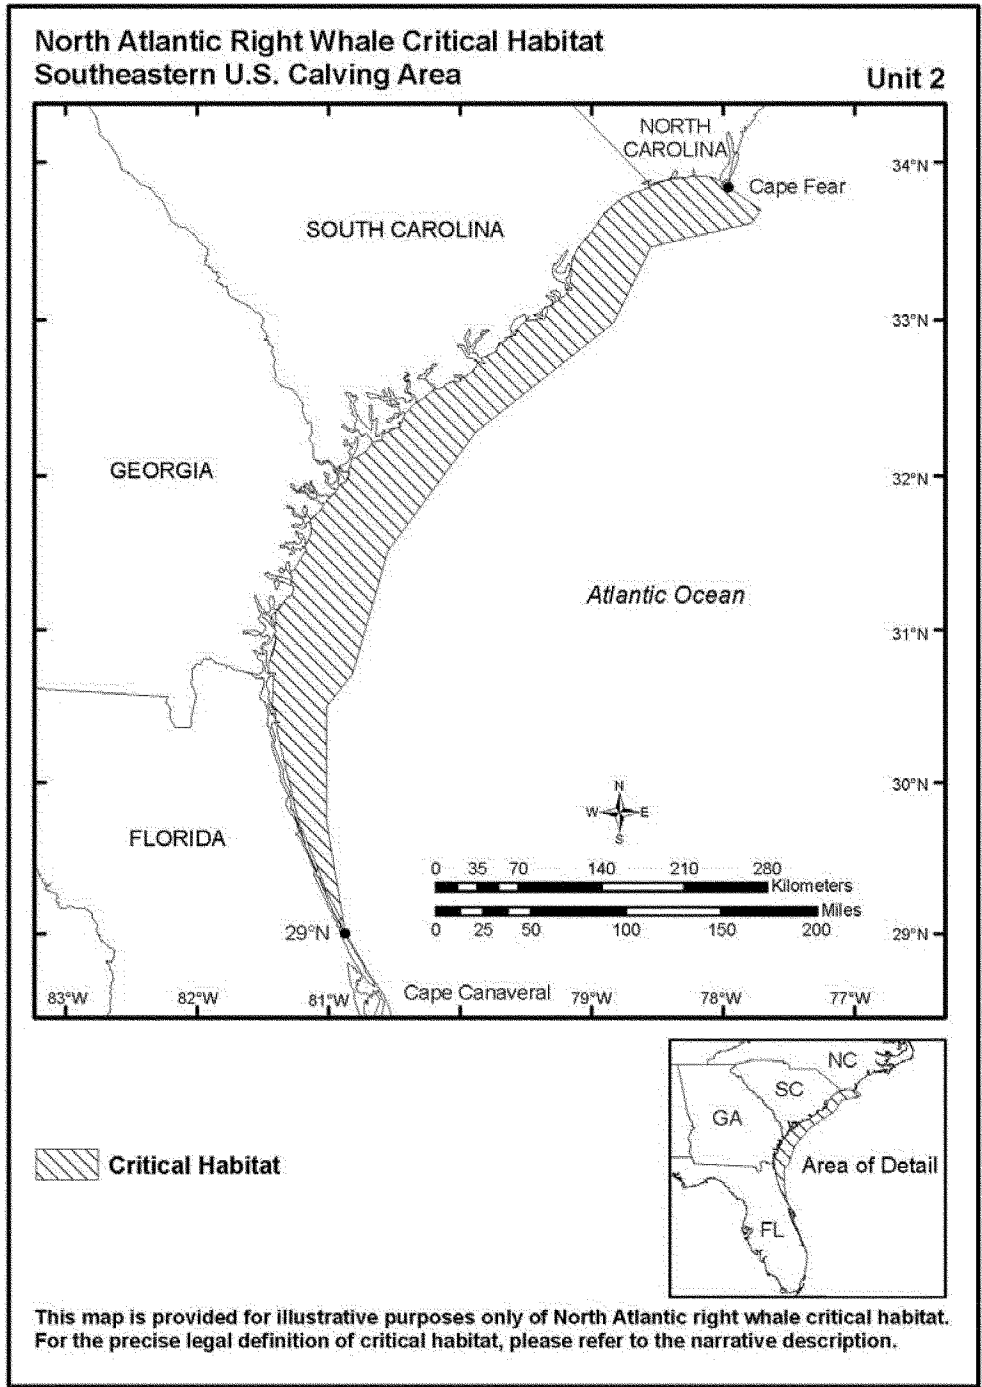 North Atlantic Right Whale Critical Habitat
Southeastern U.S. Calving Area
Unit 2
NORTH
CAROLINA
34°N
Cape Fear
SOUTH CAROLINA
33°N
GEORGIA
32°N
Atlantic Ocean
31°N
N
W E
S
30°N
FLORIDA
0 35 70 140 210 280
Kilometers
Miles
0 25 50 100 150 200
29°N
29°N
83°W 82°W 81°W Cape Canaveral 79°W 78°W 77°W
NC
SC
GA
Area of Detail
FL
Critical Habitat
This map is provided for illustrative purposes only of North Atlantic right whale critical habitat.
For the precise legal definition of critical habitat, please refer to the narrative description.